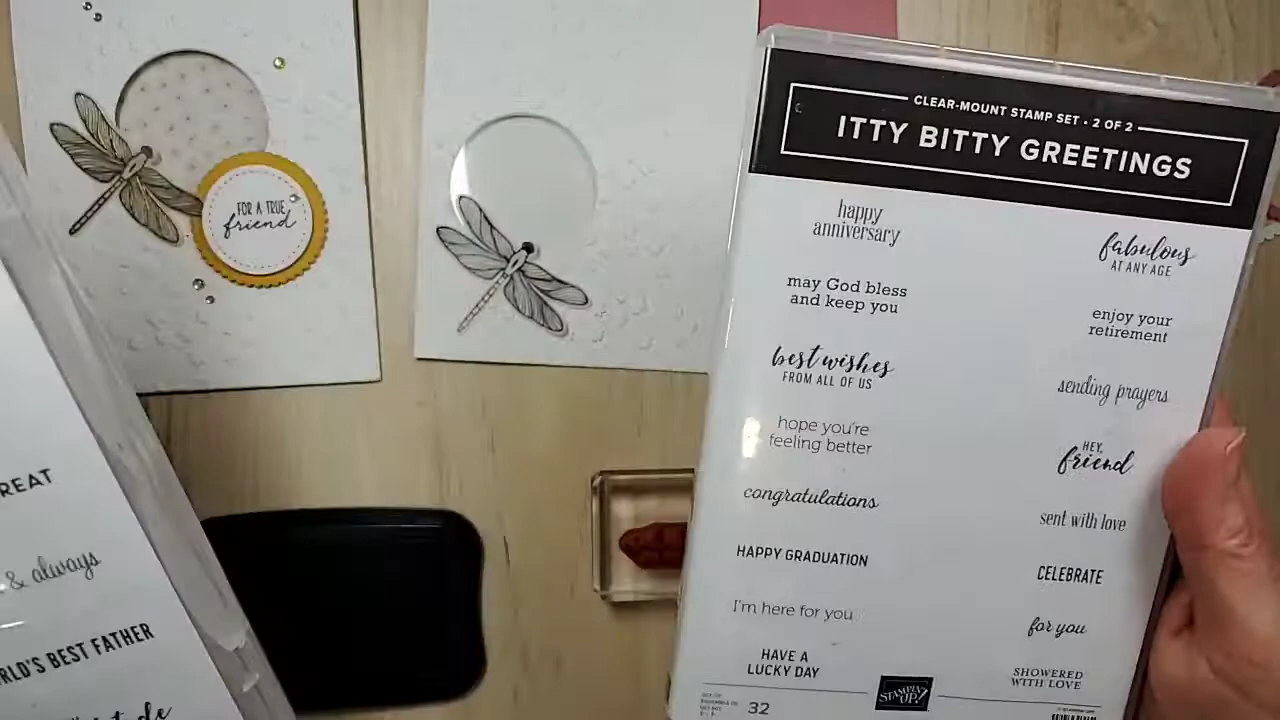 FOR A TRUE
friend
REAT
& always
RLD'S BEST FATHER
CLEAR-MOUNT STAMP SET • 2 OF 2
ITTY BITTY GREETINGS
happy
anniversary
may God bless
and keep you
best wishes
FROM ALL OF US
hope you're
feeling better
congratulations
HAPPY GRADUATION
I'm here for you
HAVE A
LUCKY DAY
fabulous
AT ANY AGE
enjoy your
retirement
sending prayers
HEY,
friend
sent with love
CELEBRATE
for you
SHOWERED
WITH LOVE
STAMPIN' UP!
32